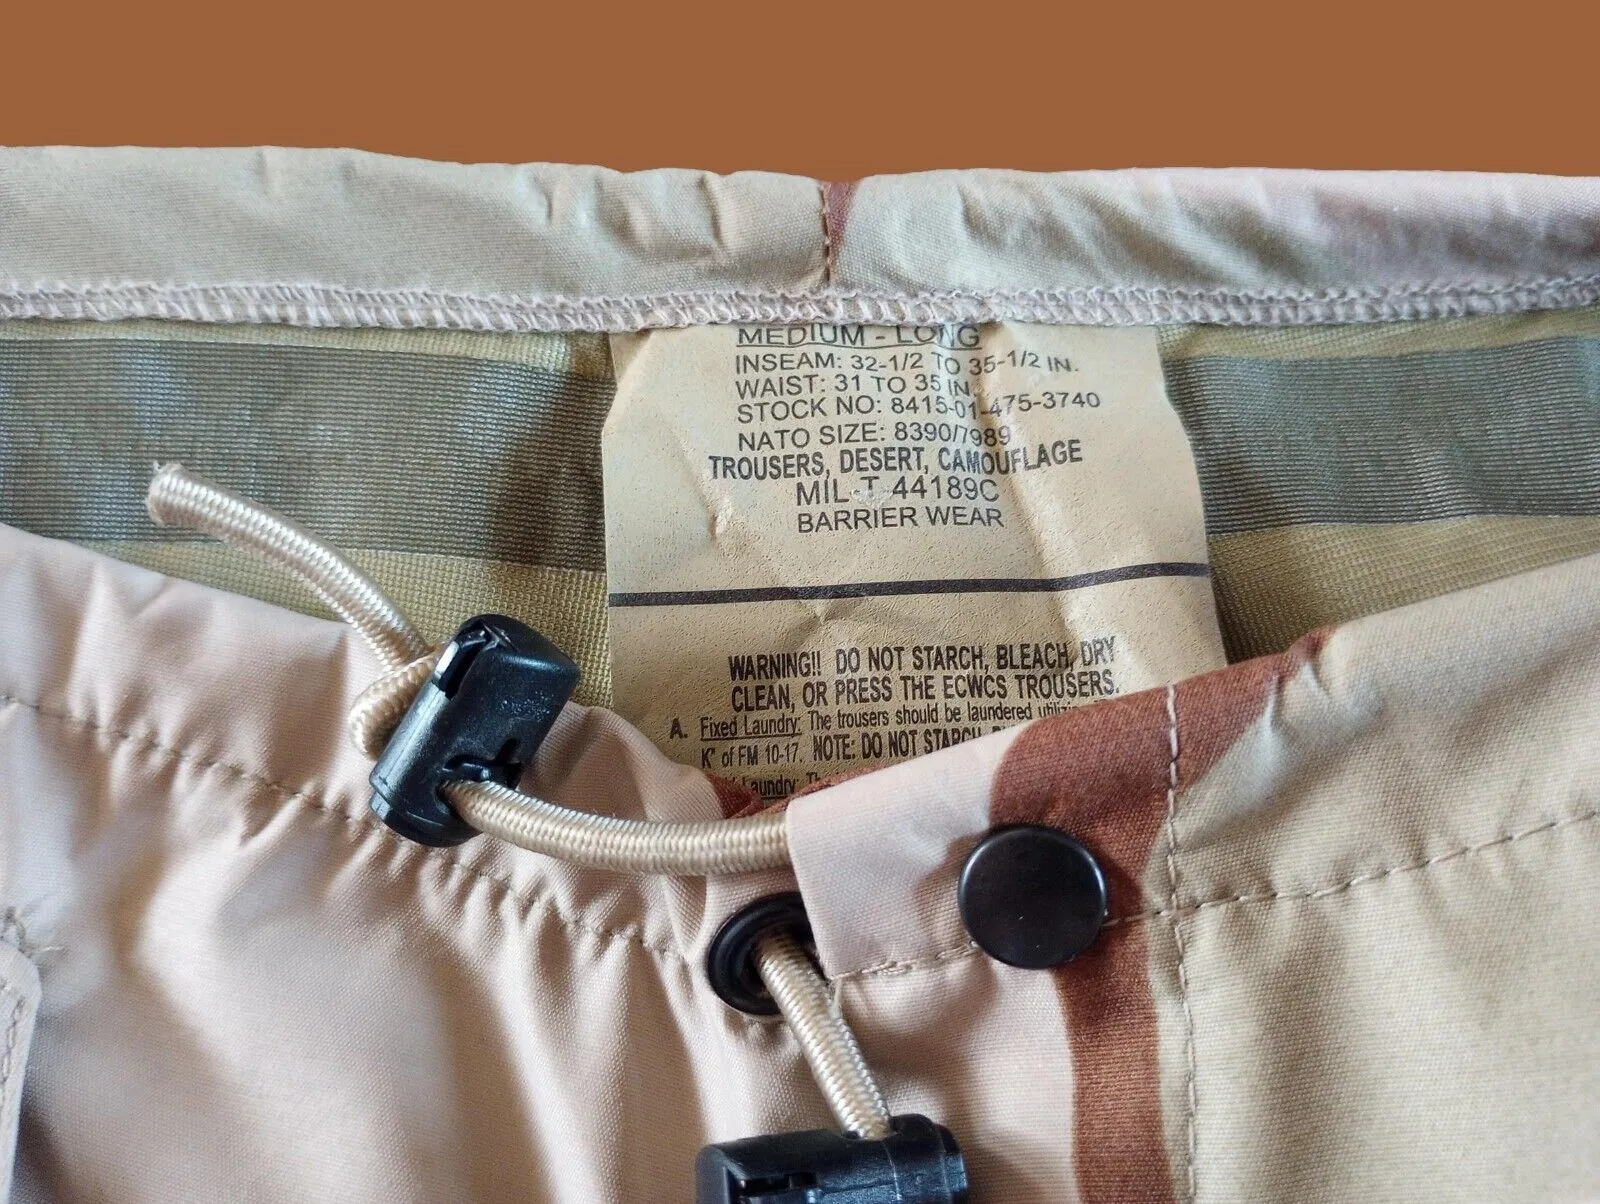 MEDIUM - LONG
INSEAM: 32-1/2 TO 35-1/2 IN.
WAIST: 31 TO 35 IN.
STOCK NO: 8415-01-475-3740
NATO SIZE: 8390/7989
TROUSERS, DESERT, CAMOUFLAGE
MIL-T-44189C
BARRIER WEAR
WARNING!! DO NOT STARCH, BLEACH, DRY
CLEAN, OR PRESS THE ECWCS TROUSERS.
A. Fixed Laundry: The trousers should be laundered
of FM 10-17. NOTE: DO NOT STARCH,